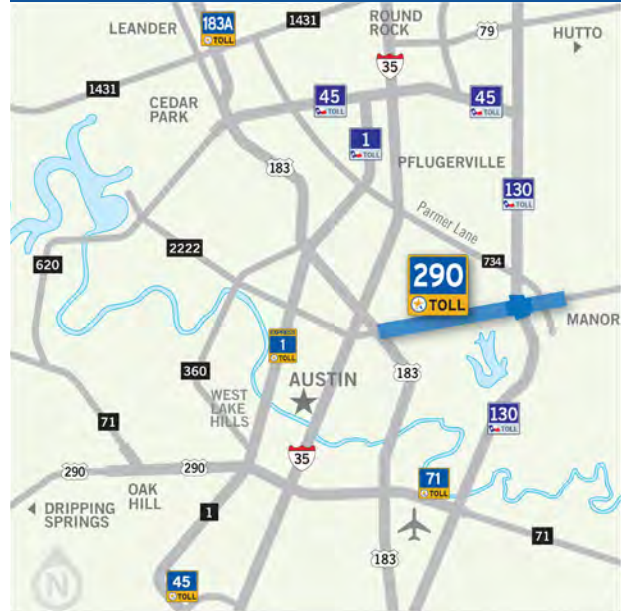 LEANDER
183A
TOLL
1431
ROUND
ROCK
79
HUTTO
35
1431
CEDAR
PARK
45
TOLL
45
TOLL
1
TOLL
183
PFLUGERVILLE
130
TOLL
Parmer Lane
2222
620
734
290
TOLL
MANOR
EXPRESS
1
TOLL
360
AUSTIN
183
WEST
LAKE
HILLS
71
130
TOLL
35
290
290
71
TOLL
OAK
HILL
DRIPPING
SPRINGS
1
71
183
45
TOLL
N